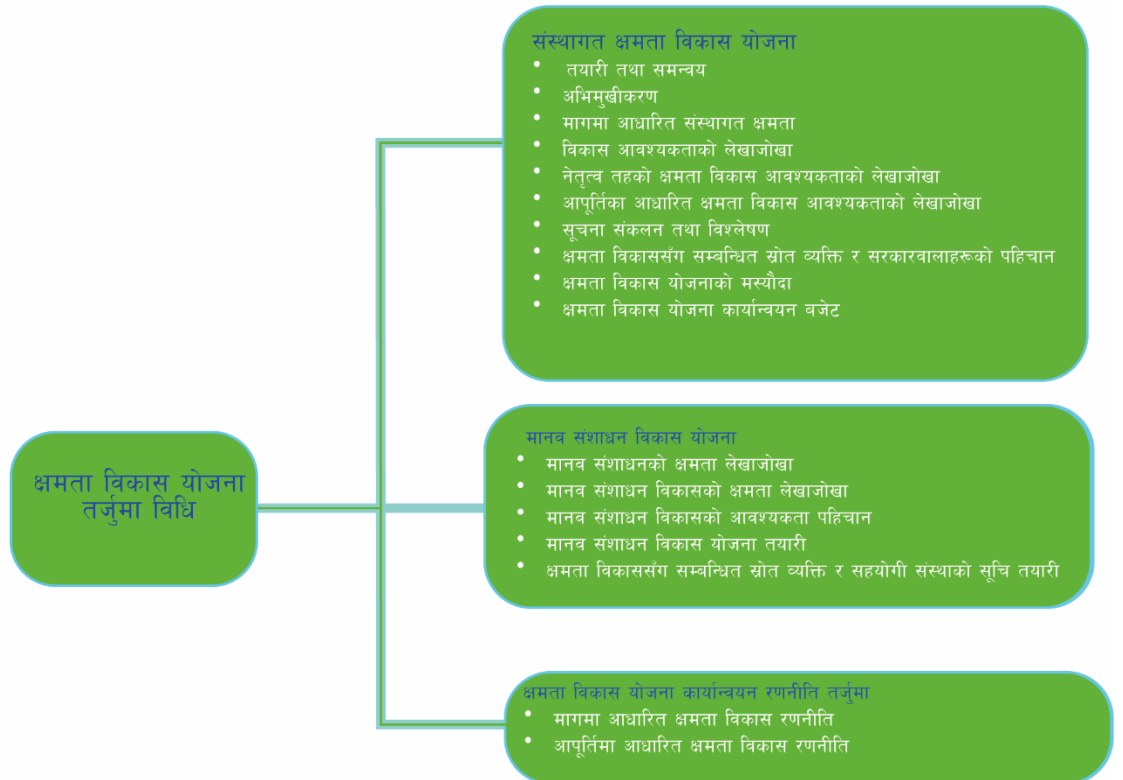 संस्थागत क्षमता विकास योजना
• तयारी तथा समन्वय
• अभिमुखीकरण
• मागमा आधारित संस्थागत क्षमता
• विकास आवश्यकताको लेखाजोखा
• नेतृत्व तहको क्षमता विकास आवश्यकताको लेखाजोखा
• आपूर्तिका आधारित क्षमता विकास आवश्यकताको लेखाजोखा
• सूचना संकलन तथा विश्लेषण
• क्षमता विकाससँग सम्बन्धित स्रोत व्यक्ति र सरकारवालाहरूको पहिचान
• क्षमता विकास योजनाको मस्यौदा
• क्षमता विकास योजना कार्यान्वयन बजेट
क्षमता विकास योजना
तर्जुमा विधि
मानव संशाधन विकास योजना
• मानव संशाधनको क्षमता लेखाजोखा
• मानव संशाधन विकासको क्षमता लेखाजोखा
• मानव संशाधन विकासको आवश्यकता पहिचान
• मानव संशाधन विकास योजना तयारी
• क्षमता विकाससँग सम्बन्धित स्रोत व्यक्ति र सहयोगी संस्थाको सूचि तयारी
क्षमता विकास योजना कार्यान्वयन रणनीति तर्जुमा
• मागमा आधारित क्षमता विकास रणनीति
• आपूर्तिमा आधारित क्षमता विकास रणनीति